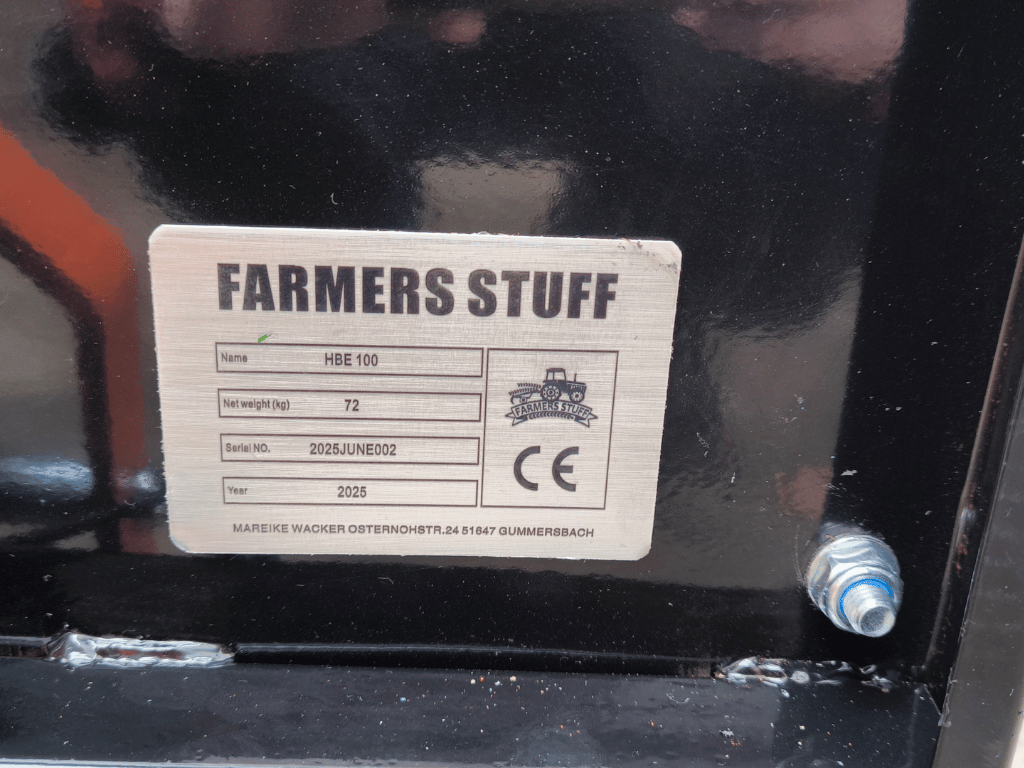 FARMERS STUFF
Name HBE 100
Net weight (kg) 72
Serial NO. 2025JUNE002
Year 2025
FARMERS STUFF
CE
MAREIKE WACKER OSTERNOHSTR.24 51647 GUMMERSBACH